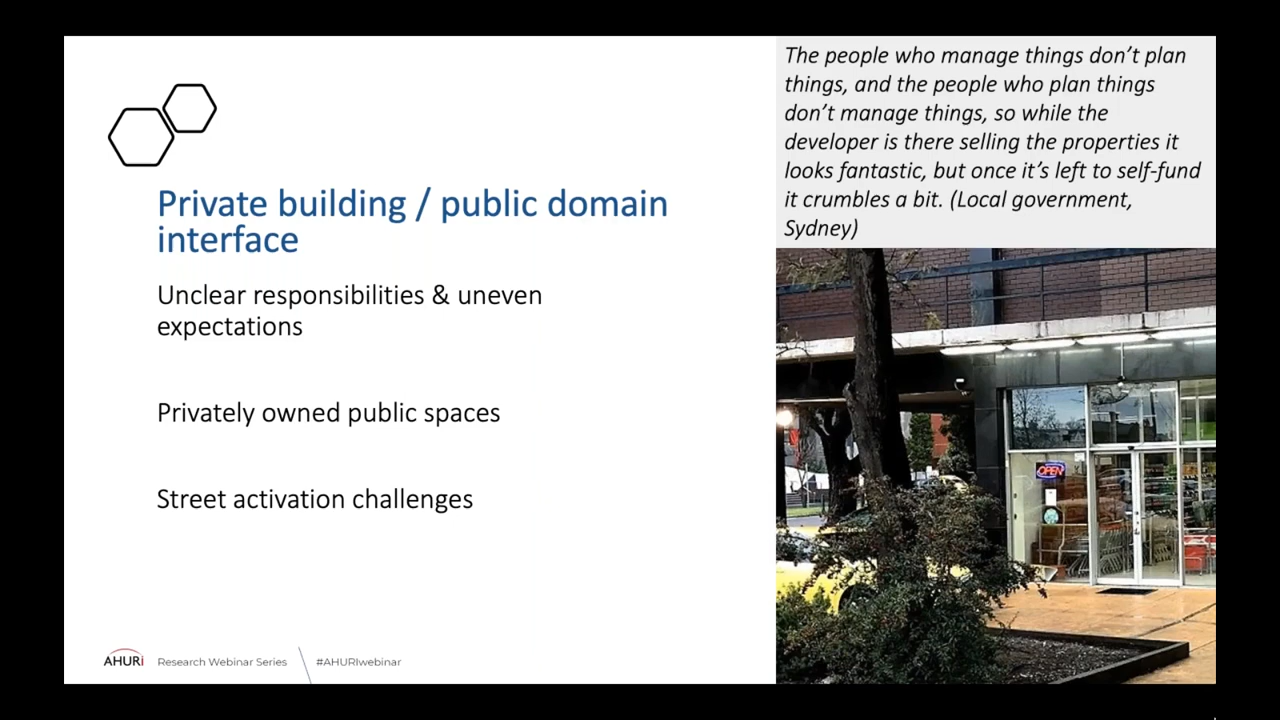 The people who manage things don’t plan
things, and the people who plan things
don’t manage things, so while the
developer is there selling the properties it
looks fantastic, but once it’s left to self-fund
it crumbles a bit. (Local government,
Sydney)
Private building / public domain
interface
Unclear responsibilities & uneven
expectations
Privately owned public spaces
Street activation challenges
OPEN
AHURI Research Webinar Series #AHURIwebinar